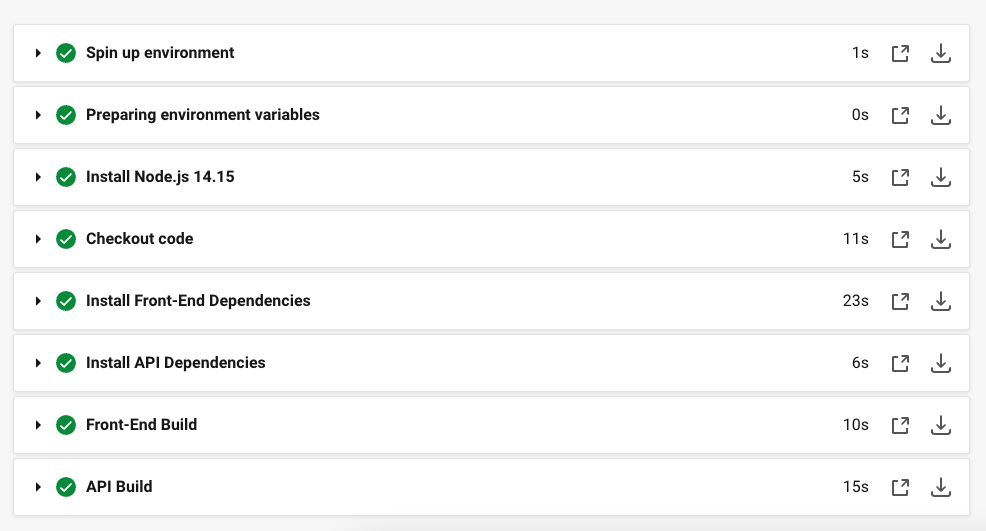 Spin up environment 1s
Preparing environment variables 0s
Install Node.js 14.15 5s
Checkout code 11s
Install Front-End Dependencies 23s
Install API Dependencies 6s
Front-End Build 10s
API Build 15s